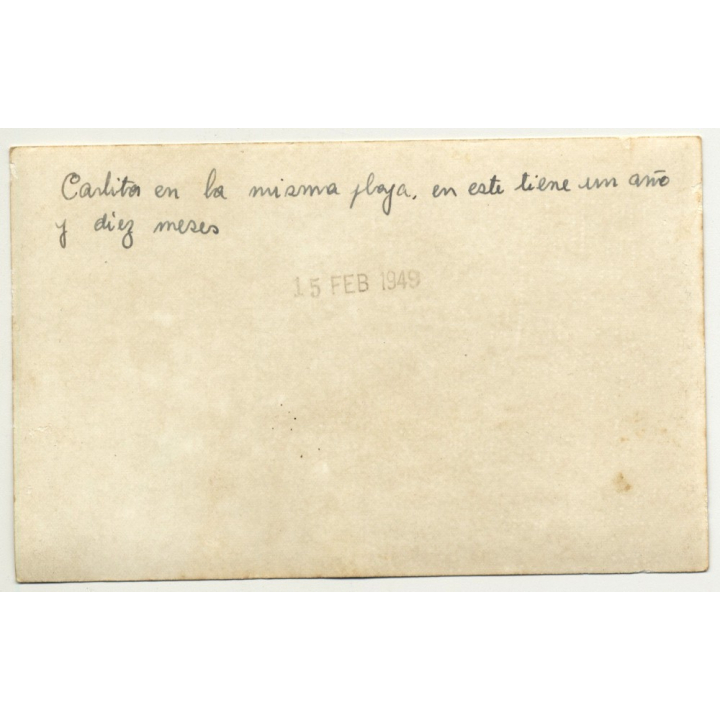 Carlitos en la misma playa, en este tiene un año
y diez meses
15 FEB 1949